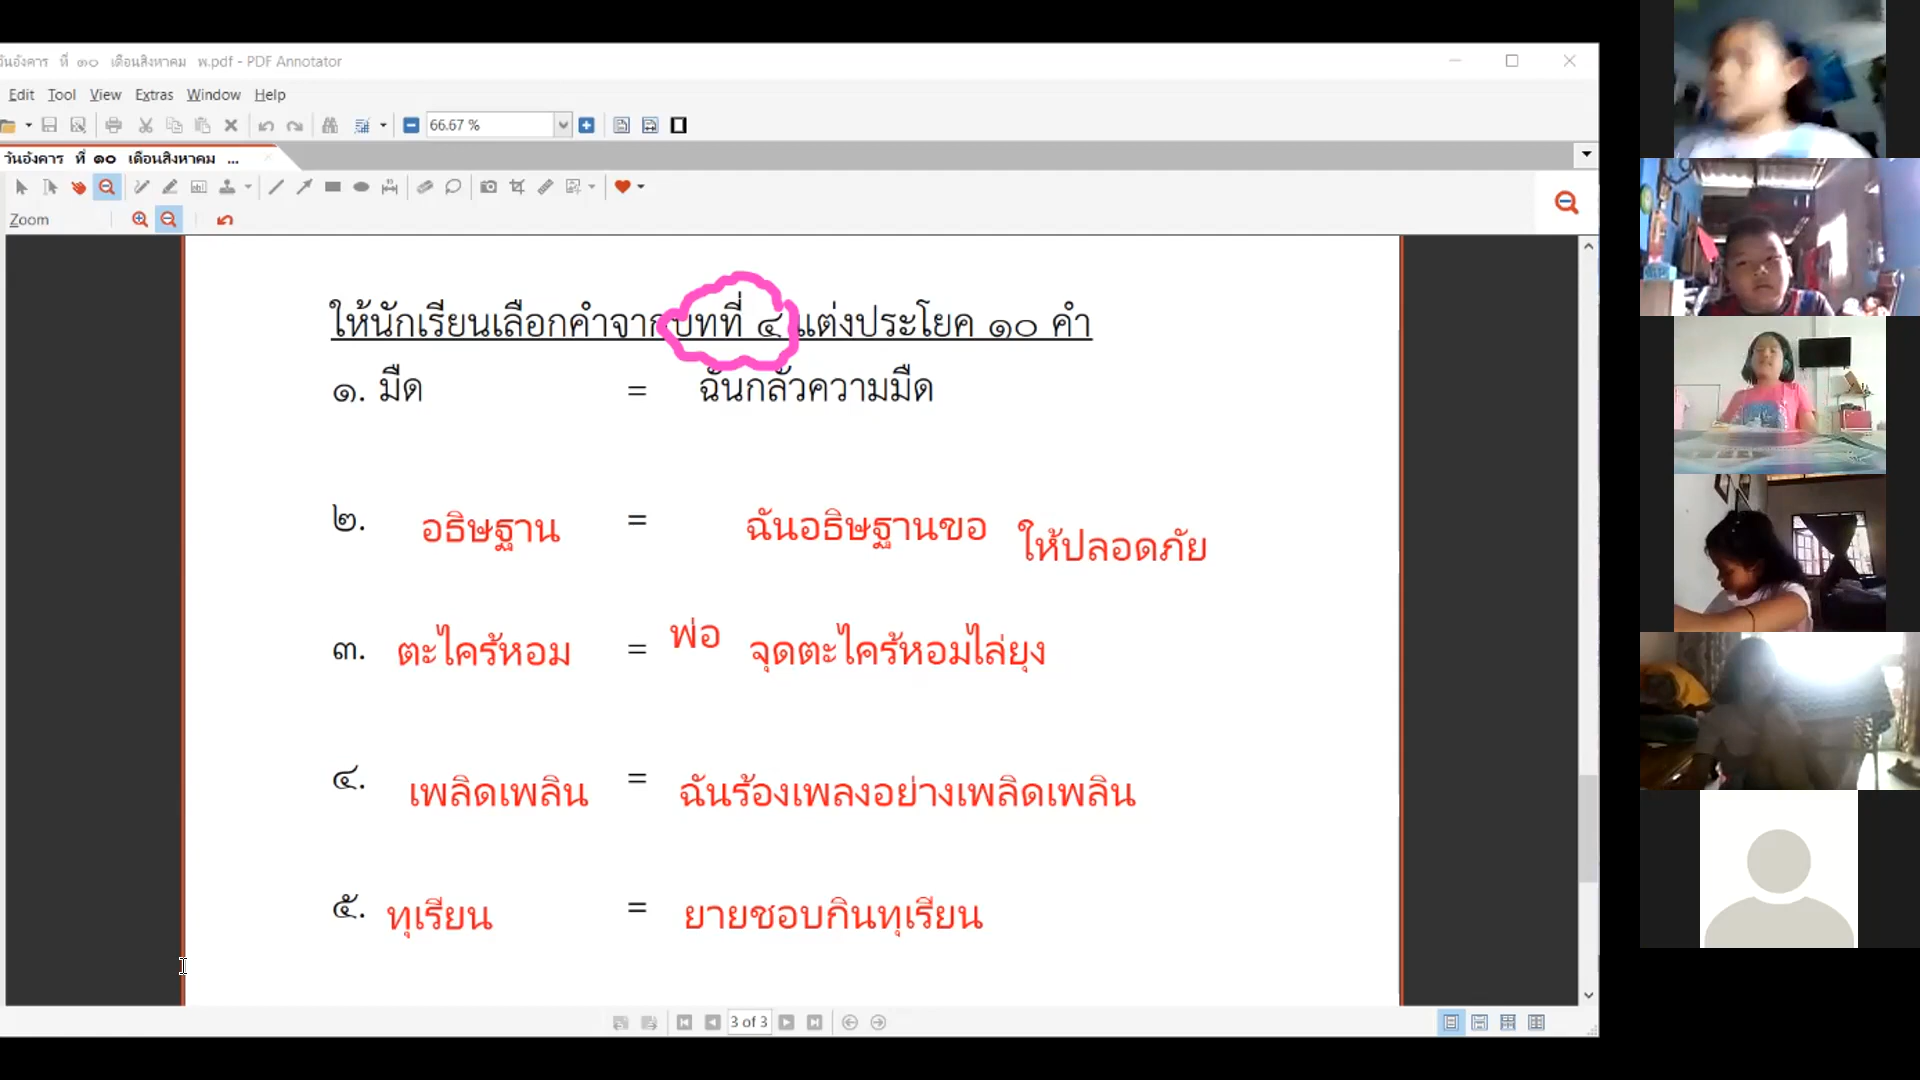 วันอังคาร ที่ ๑๐ เดือนสิงหาคม พ.pdf - PDF Annotator
Edit Tool View Extras Window Help
66.67 %
วันอังคาร ที่ ๑๐ เดือนสิงหาคม ...
Zoom
ให้นักเรียนเลือกคำจากบทที่ ๔ แต่งประโยค ๑๐ คำ
๑. มืด = ฉันกลัวความมืด
๒. อธิษฐาน = ฉันอธิษฐานขอ ให้ปลอดภัย
๓. ตะไคร้หอม = พ่อ จุดตะไคร้หอมไล่ยุง
๔. เพลิดเพลิน = ฉันร้องเพลงอย่างเพลิดเพลิน
๕. ทุเรียน = ยายชอบกินทุเรียน
3 of 3